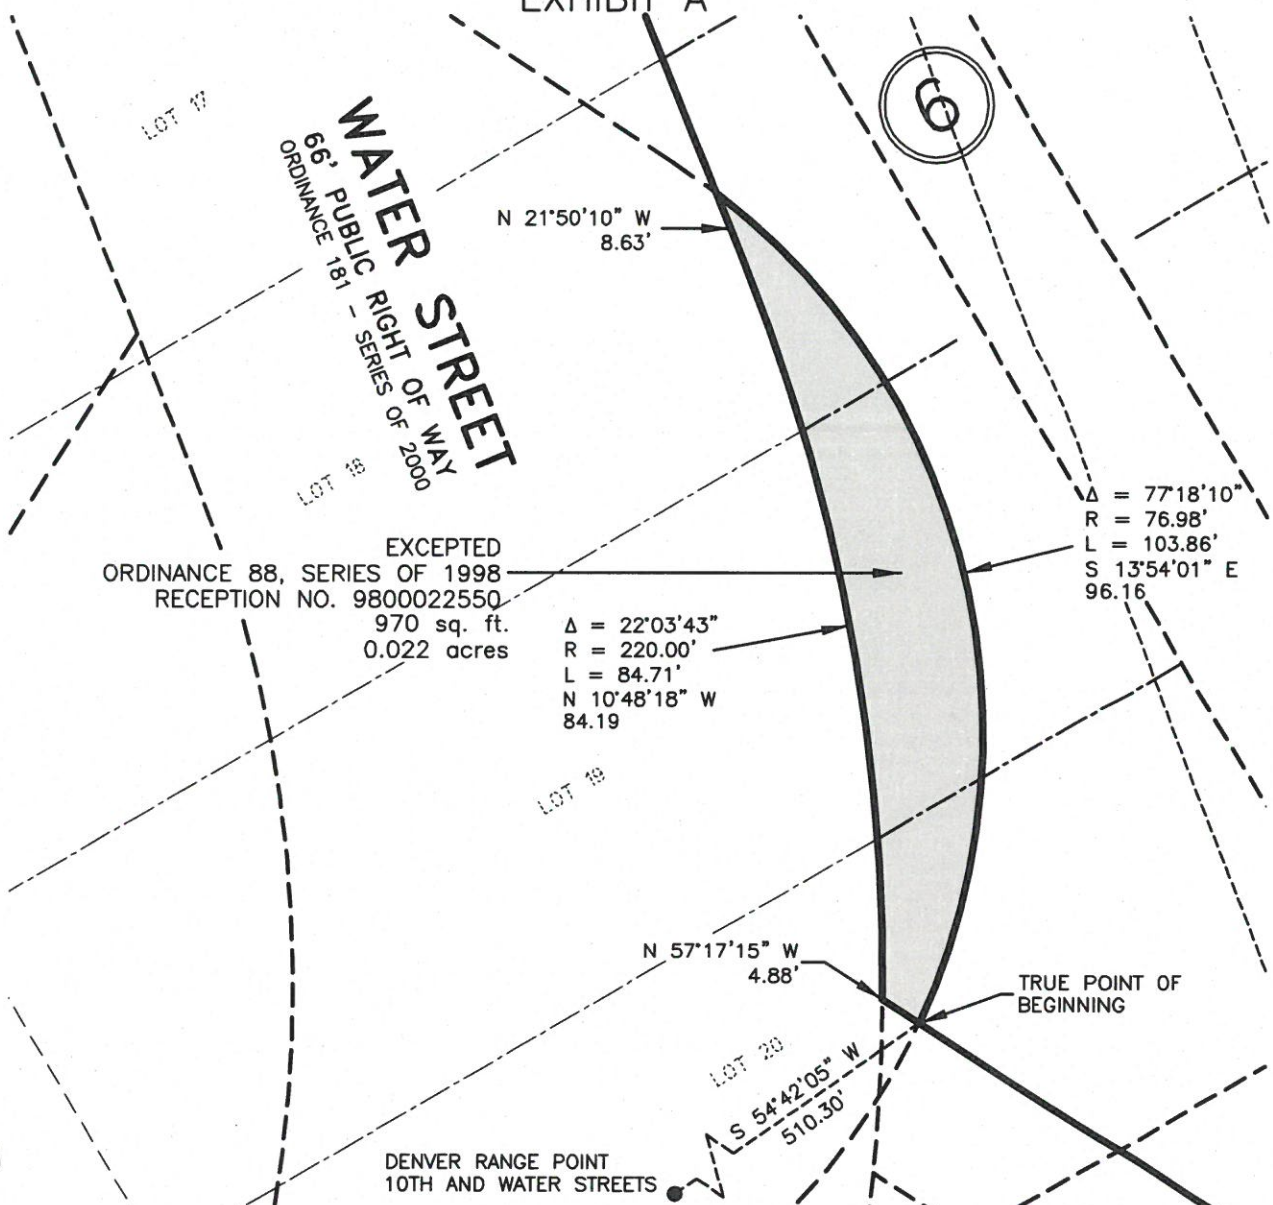 EXHIBIT "A"
LOT 17
6
WATER STREET
66' PUBLIC RIGHT OF WAY
ORDINANCE 181 - SERIES OF 2000
N 21°50'10" W
8.63'
LOT 18
Δ = 77°18'10"
R = 76.98'
L = 103.86'
S 13°54'01" E
96.16
EXCEPTED
ORDINANCE 88, SERIES OF 1998
RECEPTION NO. 9800022550
970 sq. ft.
0.022 acres
Δ = 22°03'43"
R = 220.00'
L = 84.71'
N 10°48'18" W
84.19
LOT 19
N 57°17'15" W
4.88'
TRUE POINT OF
BEGINNING
LOT 20
S 54°42'05" W
510.30'
DENVER RANGE POINT
10TH AND WATER STREETS